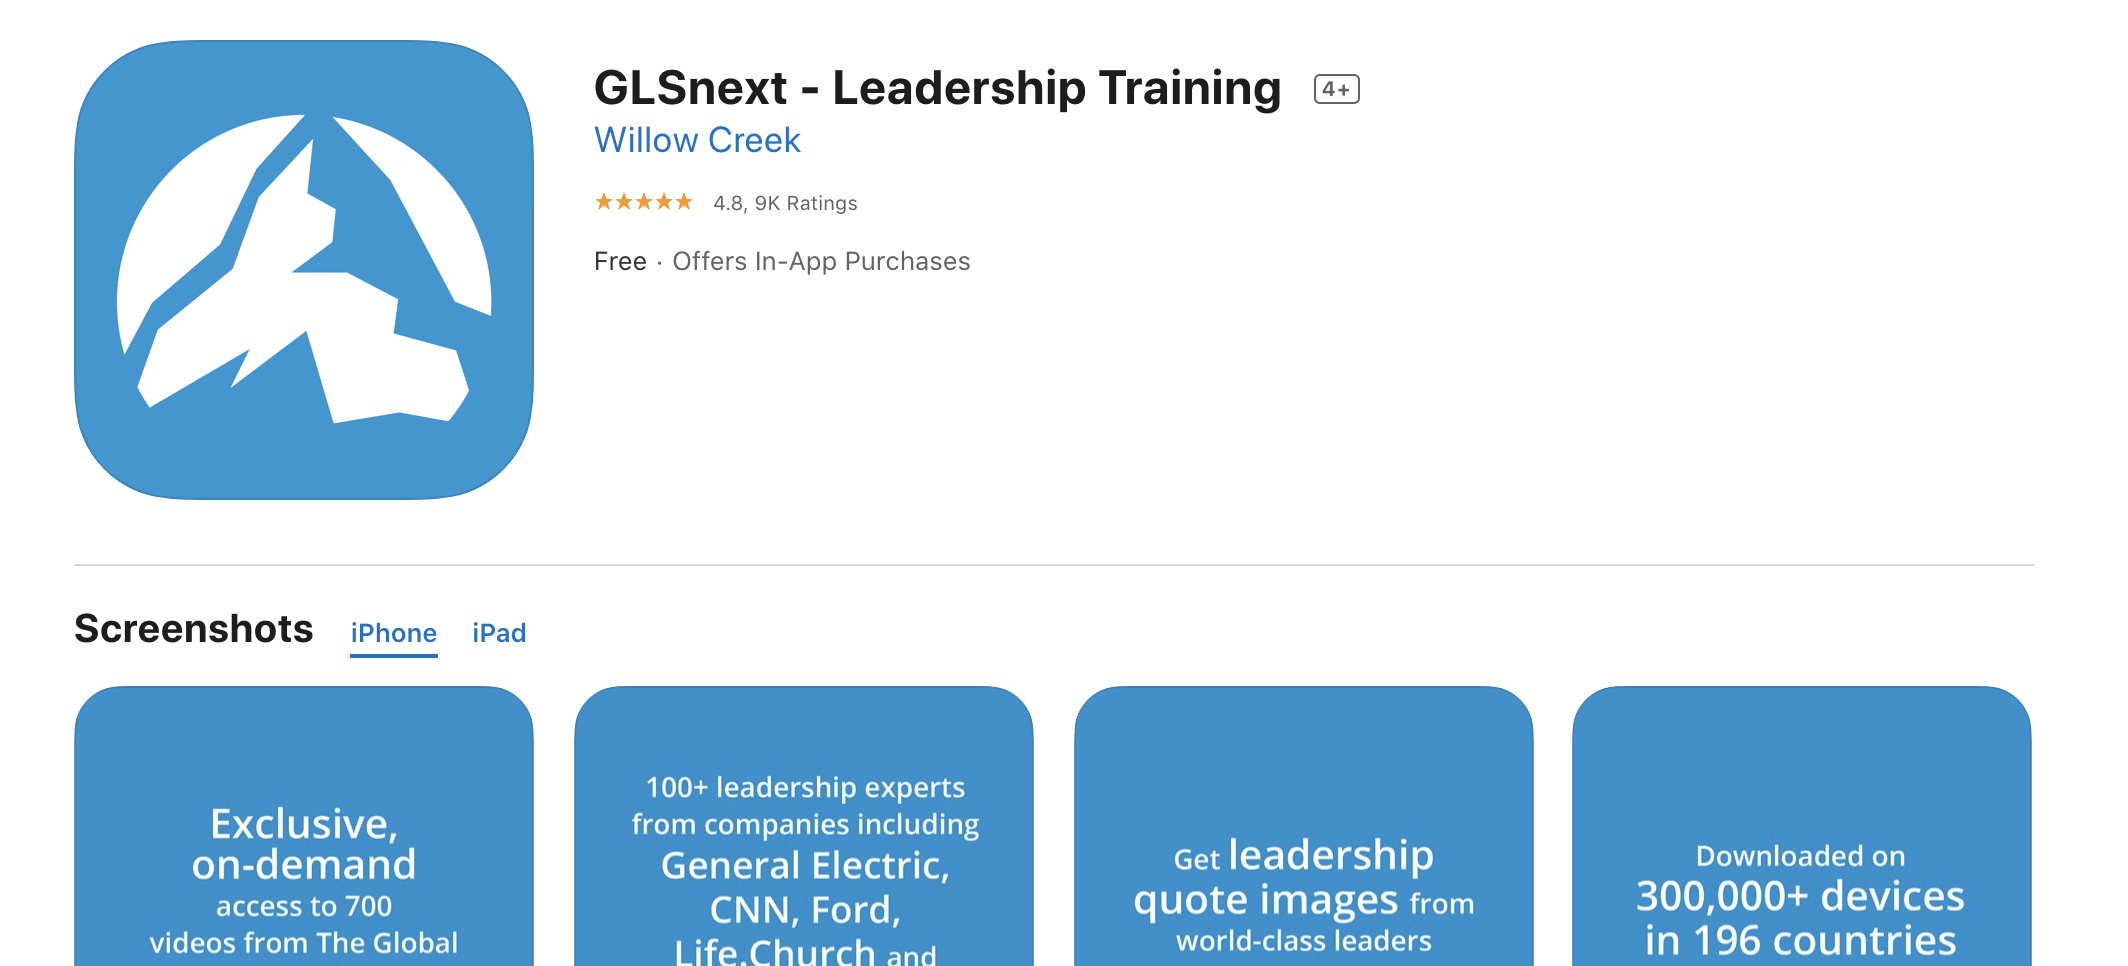 GLSnext - Leadership Training 4+
Willow Creek
4.8, 9K Ratings
Free · Offers In-App Purchases
Screenshots iPhone iPad
Exclusive,
on-demand
access to 700
videos from The Global
100+ leadership experts
from companies including
General Electric,
CNN, Ford,
Life.Church and
Get leadership
quote images from
world-class leaders
Downloaded on
300,000+ devices
in 196 countries